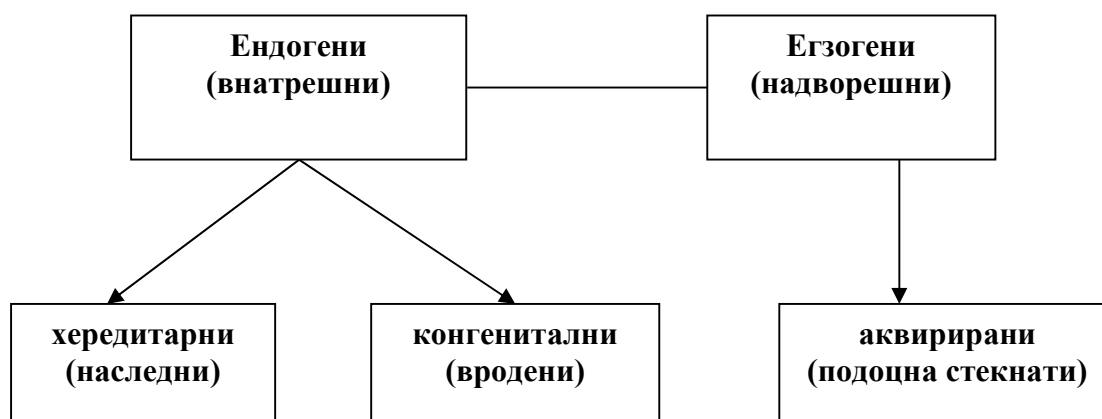 Ендогени
(внатрешни)
Егзогени
(надворешни)
хередитарни
(наследни)
конгенитални
(вродени)
аквирирани
(подоцна стекнати)